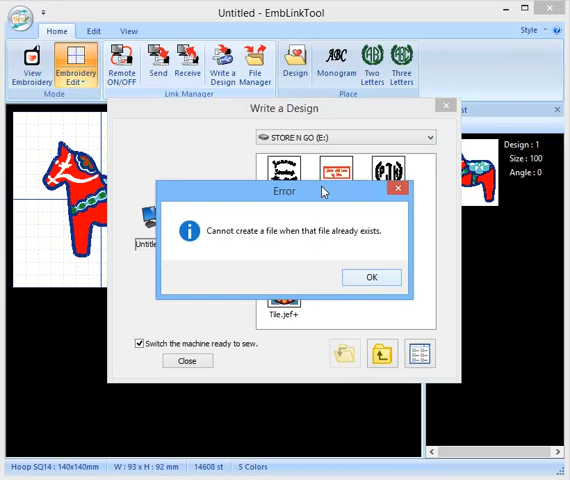 Untitled - EmbLinkTool
Home Edit View Style
View Embroidery
Embroidery Edit
Remote ON/OFF
Send
Receive
Write a Design
File Manager
Design
Monogram
Two Letters
Three Letters
Mode Link Manager Place
ABC
Write a Design
STORE N GO (E:)
Design : 1
Size : 100
Angle : 0
Error
Cannot create a file when that file already exists.
OK
Untitle
Tile.jef+
Switch the machine ready to sew.
Close
Hoop SQ14 : 140x140mm W : 93 x H : 92 mm 14608 st 5 Colors